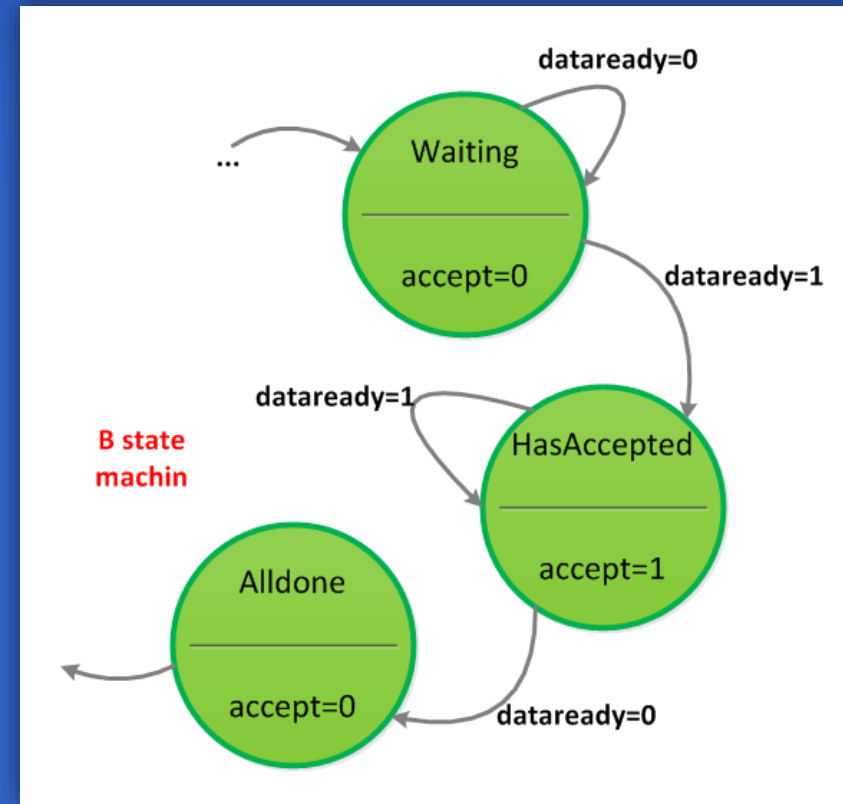 dataready=0
...
Waiting
accept=0
dataready=1
dataready=1
HasAccepted
B state
machin
accept=1
Alldone
accept=0
dataready=0